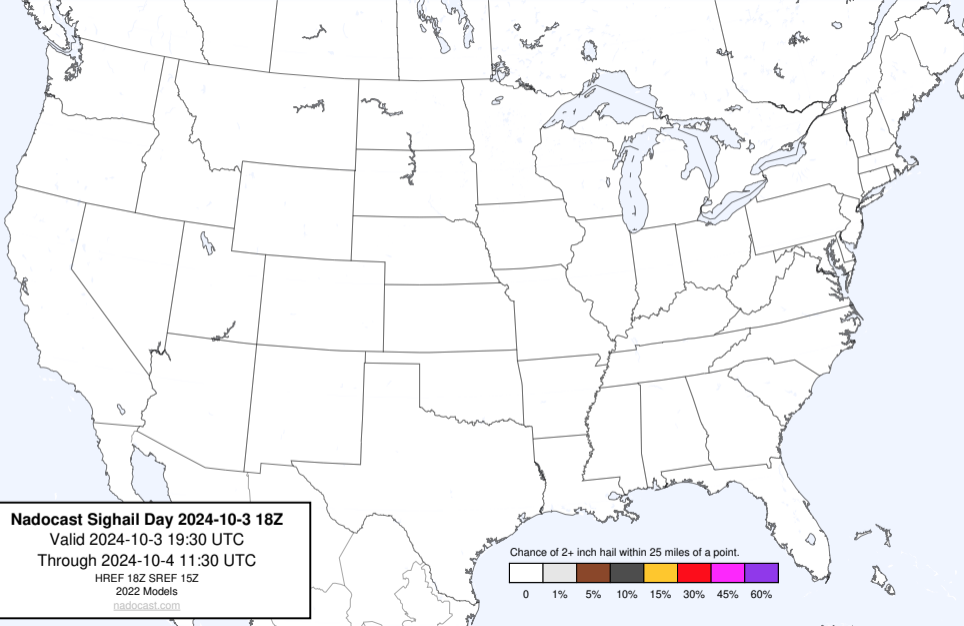 Nadocast Sighail Day 2024-10-3 18Z
Valid 2024-10-3 19:30 UTC
Through 2024-10-4 11:30 UTC
HREF 18Z SREF 15Z
2022 Models
nadocast.com
Chance of 2+ inch hail within 25 miles of a point.
0 1% 5% 10% 15% 30% 45% 60%